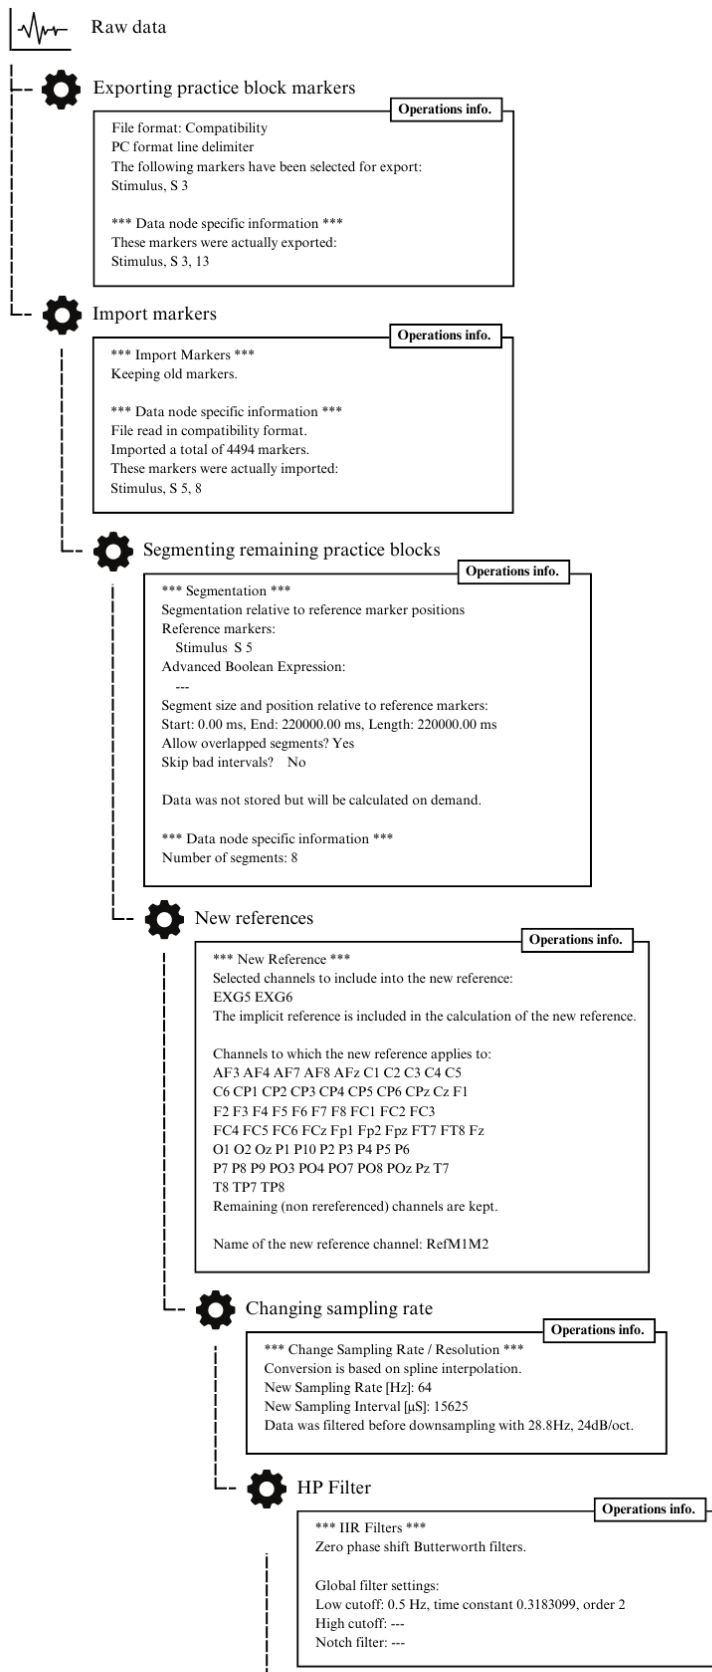 Raw data
Exporting practice block markers
Operations info.
File format: Compatibility
PC format line delimiter
The following markers have been selected for export:
Stimulus, S 3
*** Data node specific information ***
These markers were actually exported:
Stimulus, S 3, 13
Import markers
Operations info.
*** Import Markers ***
Keeping old markers.
*** Data node specific information ***
File read in compatibility format.
Imported a total of 4494 markers.
These markers were actually imported:
Stimulus, S 5, 8
Segmenting remaining practice blocks
Operations info.
*** Segmentation ***
Segmentation relative to reference marker positions
Reference markers:
Stimulus  S 5
Advanced Boolean Expression:
---
Segment size and position relative to reference markers:
Start: 0.00 ms, End: 220000.00 ms, Length: 220000.00 ms
Allow overlapped segments? Yes
Skip bad intervals?    No
Data was not stored but will be calculated on demand.
*** Data node specific information ***
Number of segments: 8
New references
Operations info.
*** New Reference ***
Selected channels to include into the new reference:
EXG5 EXG6
The implicit reference is included in the calculation of the new reference.
Channels to which the new reference applies to:
AF3 AF4 AF7 AF8 AFz C1 C2 C3 C4 C5
C6 CP1 CP2 CP3 CP4 CP5 CP6 CPz Cz F1
F2 F3 F4 F5 F6 F7 F8 FC1 FC2 FC3
FC4 FC5 FC6 FCz Fp1 Fp2 Fpz FT7 FT8 Fz
O1 O2 Oz P1 P10 P2 P3 P4 P5 P6
P7 P8 P9 PO3 PO4 PO7 PO8 POz Pz T7
T8 TP7 TP8
Remaining (non rereferenced) channels are kept.
Name of the new reference channel: RefM1M2
Changing sampling rate
Operations info.
*** Change Sampling Rate / Resolution ***
Conversion is based on spline interpolation.
New Sampling Rate [Hz]: 64
New Sampling Interval [µS]: 15625
Data was filtered before downsampling with 28.8Hz, 24dB/oct.
HP Filter
Operations info.
*** IIR Filters ***
Zero phase shift Butterworth filters.
Global filter settings:
Low cutoff: 0.5 Hz, time constant 0.3183099, order 2
High cutoff: ---
Notch filter: ---